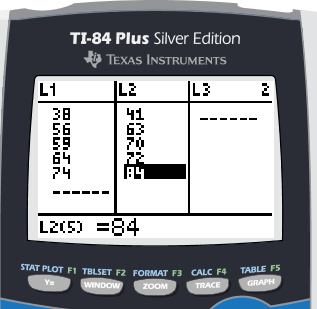 TI-84 Plus Silver Edition
TEXAS INSTRUMENTS
L1 L2 L3 2
38 41 ------
56 63
59 70
64 72
74 84
------
L2(5) =84
STAT PLOT F1 TBLSET F2 FORMAT F3 CALC F4 TABLE F5
Y= WINDOW ZOOM TRACE GRAPH